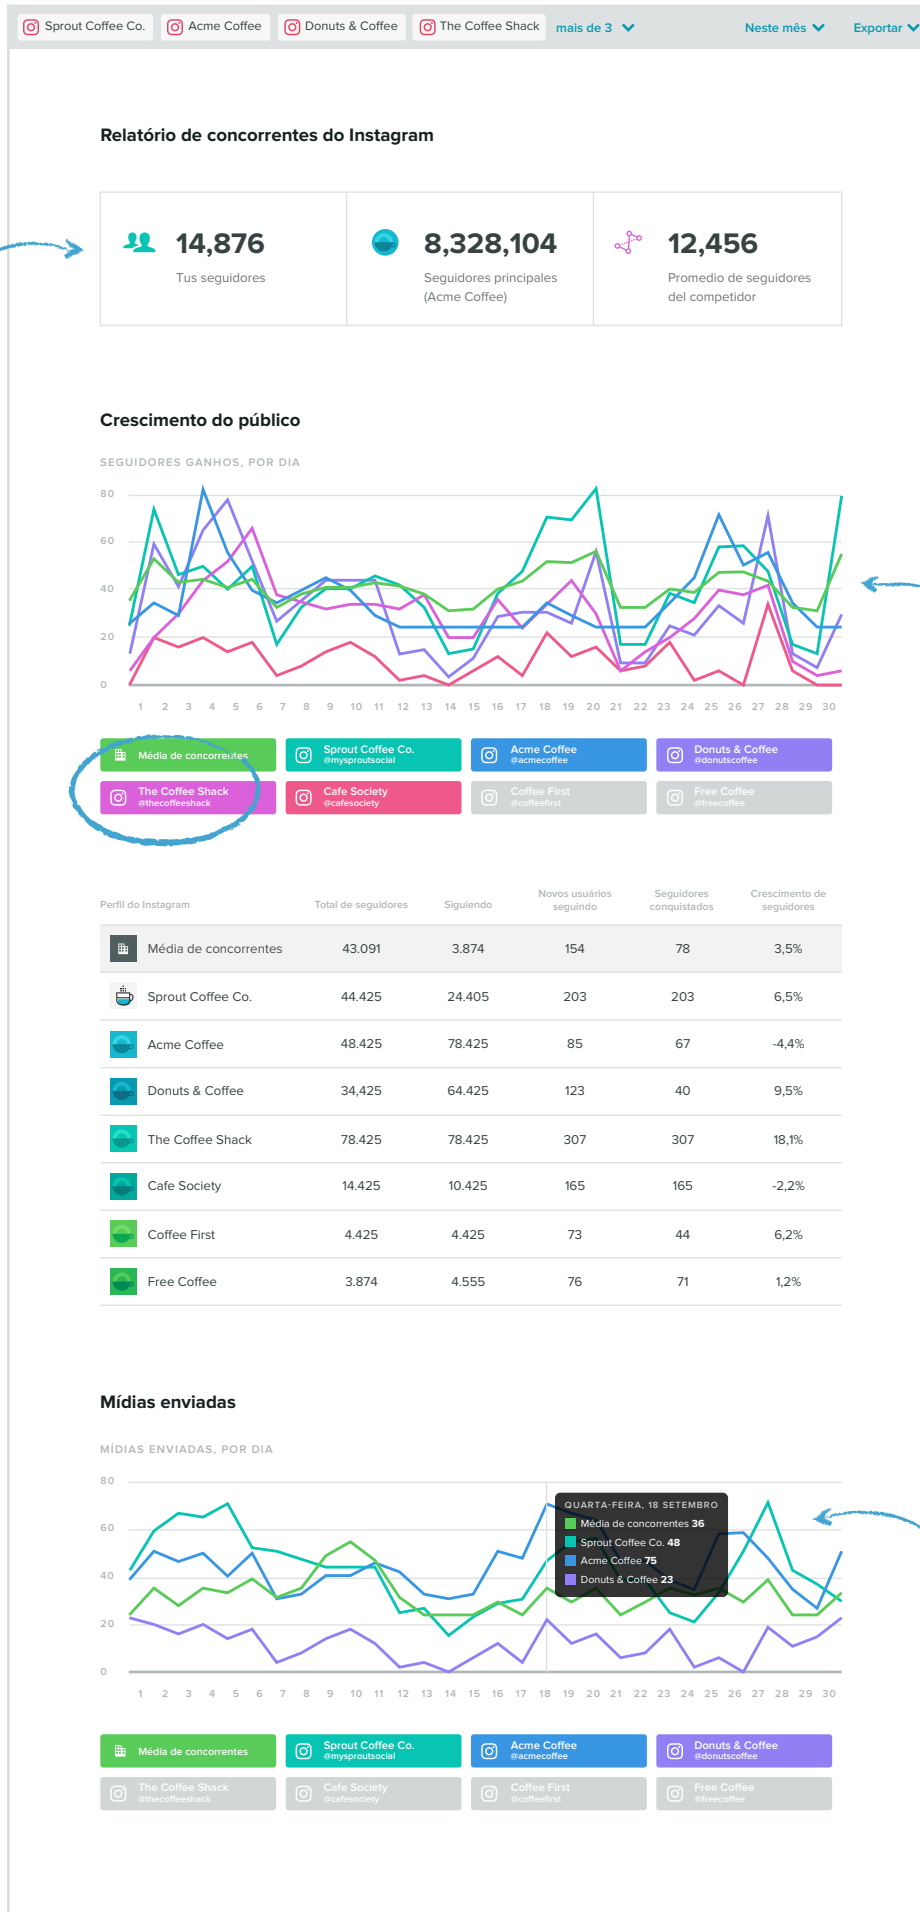 Sprout Coffee Co. Acme Coffee Donuts & Coffee The Coffee Shack mais de 3 Neste mês Exportar
Relatório de concorrentes do Instagram
14,876 8,328,104 12,456
Tus seguidores Seguidores principales Promedio de seguidores
(Acme Coffee) del competidor
Crescimento do público
SEGUIDORES GANHOS, POR DIA
80
60
40
20
0
1 2 3 4 5 6 7 8 9 10 11 12 13 14 15 16 17 18 19 20 21 22 23 24 25 26 27 28 29 30
Média de concorrentes Sprout Coffee Co. Acme Coffee Donuts & Coffee
@mysproutsocial @acmecoffee @donutscoffee
The Coffee Shack Cafe Society Coffee First Free Coffee
@thecoffeeshack @cafesociety @coffeefirst @freecoffee
Perfil do Instagram Total de seguidores Siguiendo Novos usuários seguindo Seguidores conquistados Crescimento de seguidores
Média de concorrentes 43.091 3.874 154 78 3,5%
Sprout Coffee Co. 44.425 24.405 203 203 6,5%
Acme Coffee 48.425 78.425 85 67 -4,4%
Donuts & Coffee 34,425 64.425 123 40 9,5%
The Coffee Shack 78.425 78.425 307 307 18,1%
Cafe Society 14.425 10.425 165 165 -2,2%
Coffee First 4.425 4.425 73 44 6,2%
Free Coffee 3.874 4.555 76 71 1,2%
Mídias enviadas
MÍDIAS ENVIADAS, POR DIA
80
60
40
20
0
QUARTA-FEIRA, 18 SETEMBRO
Média de concorrentes 36
Sprout Coffee Co. 48
Acme Coffee 75
Donuts & Coffee 23
1 2 3 4 5 6 7 8 9 10 11 12 13 14 15 16 17 18 19 20 21 22 23 24 25 26 27 28 29 30
Média de concorrentes Sprout Coffee Co. Acme Coffee Donuts & Coffee
@mysproutsocial @acmecoffee @donutscoffee
The Coffee Shack Cafe Society Coffee First Free Coffee
@thecoffeeshack @cafesociety @coffeefirst @freecoffee